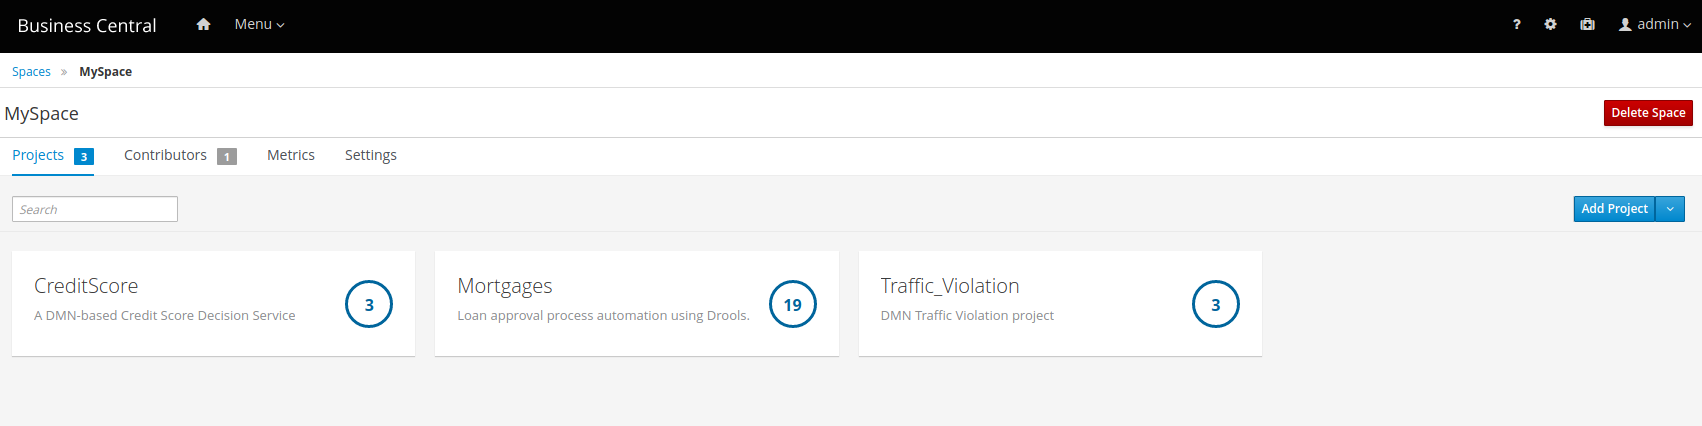 Business Central Menu ? admin
Spaces » MySpace
MySpace Delete Space
Projects 3 Contributors 1 Metrics Settings
Search Add Project
CreditScore
A DMN-based Credit Score Decision Service
3
Mortgages
Loan approval process automation using Drools.
19
Traffic_Violation
DMN Traffic Violation project
3